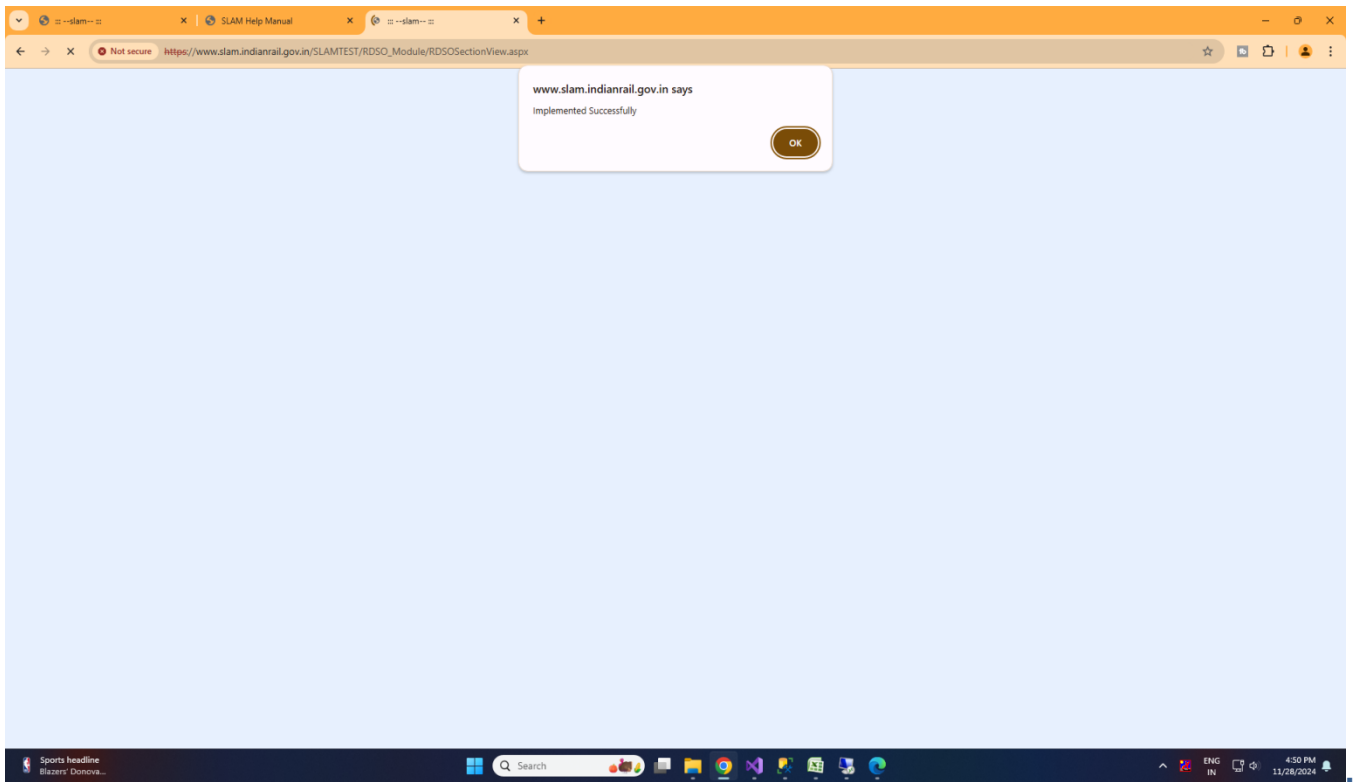 ::: --slam-- :::
SLAM Help Manual
::: --slam-- :::
Not secure https://www.slam.indianrail.gov.in/SLAMTEST/RDSO_Module/RDSOSectionView.aspx
www.slam.indianrail.gov.in says
Implemented Successfully
OK
Sports headline
Blazers' Donova...
Search
ENG
IN
4:50 PM
11/28/2024